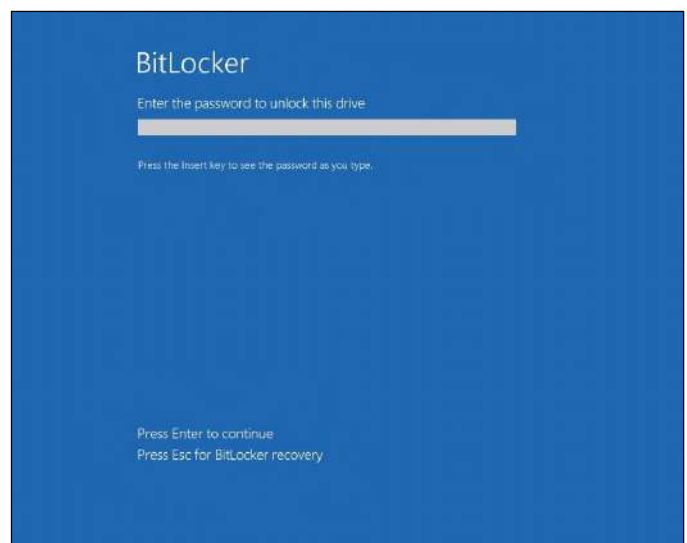 BitLocker
Enter the password to unlock this drive
Press the Insert key to see the password as you type.
Press Enter to continue
Press Esc for BitLocker recovery